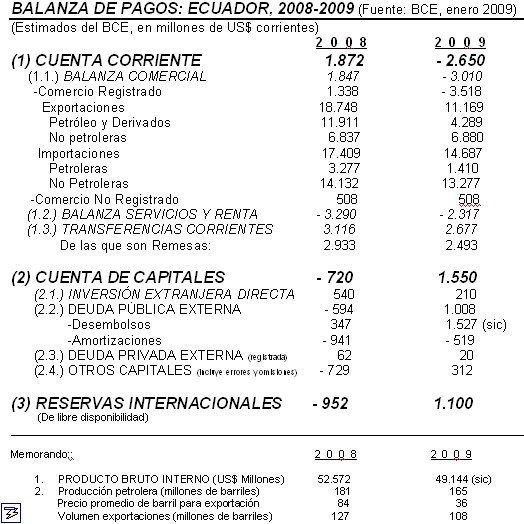 BALANZA DE PAGOS: ECUADOR, 2008-2009 (Fuente: BCE, enero 2009)
(Estimados del BCE, en millones de US$ corrientes)
2 0 0 8 2 0 0 9
(1) CUENTA CORRIENTE 1.872 - 2.650
(1.1.) BALANZA COMERCIAL 1.847 - 3.010
-Comercio Registrado 1.338 - 3.518
Exportaciones 18.748 11.169
Petróleo y Derivados 11.911 4.289
No petroleras 6.837 6.880
Importaciones 17.409 14.687
Petroleras 3.277 1.410
No Petroleras 14.132 13.277
-Comercio No Registrado 508 508
(1.2.) BALANZA SERVICIOS Y RENTA - 3.290 - 2.317
(1.3.) TRANSFERENCIAS CORRIENTES 3.116 2.677
De las que son Remesas: 2.933 2.493
(2) CUENTA DE CAPITALES - 720 1.550
(2.1.) INVERSIÓN EXTRANJERA DIRECTA 540 210
(2.2.) DEUDA PÚBLICA EXTERNA - 594 1.008
-Desembolsos 347 1.527 (sic)
-Amortizaciones - 941 - 519
(2.3.) DEUDA PRIVADA EXTERNA (registrada) 62 20
(2.4.) OTROS CAPITALES (Incluye errores y omisiones) - 729 312
(3) RESERVAS INTERNACIONALES - 952 1.100
(De libre disponibilidad)
Memorando:; 2 0 0 8 2 0 0 9
1. PRODUCTO BRUTO INTERNO (US$ Millones) 52.572 49.144 (sic)
2. Producción petrolera (millones de barriles) 181 165
Precio promedio de barril para exportación 84 36
Volumen exportaciones (millones de barriles) 127 108